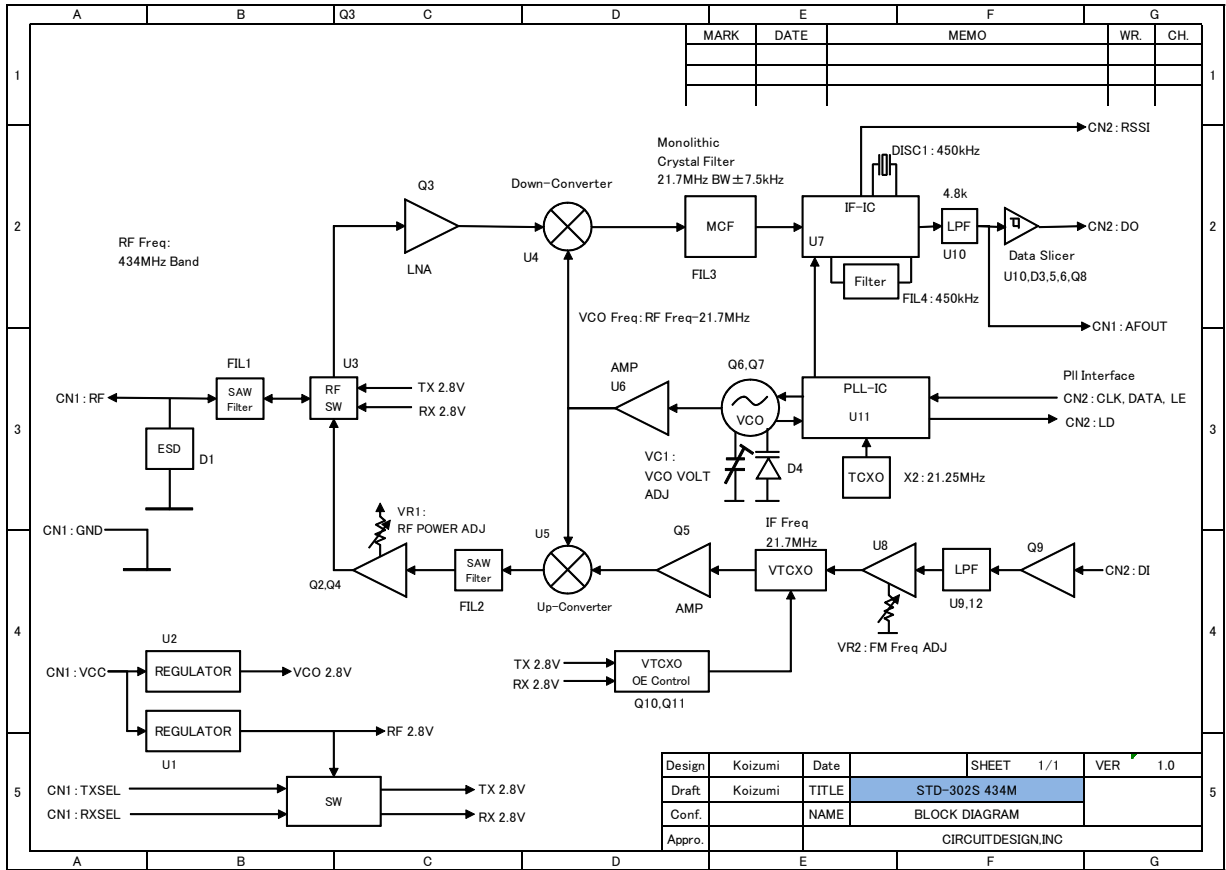 A B Q3 C D E F G
MARK DATE MEMO WR. CH.
1 1
CN2:RSSI
Monolithic
Crystal Filter
21.7MHz BW±7.5kHz
DISC1:450kHz
Q3
Down-Converter
IF-IC
4.8k
2 2
RF Freq:
434MHz Band
MCF
LPF
CN2:DO
U7
U4
U10
LNA
FIL3
Filter
Data Slicer
U10,D3,5,6,Q8
FIL4:450kHz
VCO Freq:RF Freq-21.7MHz
CN1:AFOUT
FIL1
U3
AMP
U6
Q6,Q7
PLL-IC
Pll Interface
CN1:RF
SAW
Filter
RF
SW
TX 2.8V
RX 2.8V
VCO
U11
CN2:CLK, DATA, LE
CN2:LD
3 3
ESD
D1
VC1:
VCO VOLT
ADJ
D4
TCXO
X2:21.25MHz
VR1:
RF POWER ADJ
CN1:GND
U5
Q5
IF Freq
21.7MHz
U8
Q9
SAW
Filter
VTCXO
LPF
CN2:DI
Q2,Q4
FIL2
Up-Converter
AMP
U9,12
4 4
VR2:FM Freq ADJ
U2
CN1:VCC
REGULATOR
VCO 2.8V
TX 2.8V
RX 2.8V
VTCXO
OE Control
Q10,Q11
REGULATOR
RF 2.8V
U1
5 5
CN1:TXSEL
CN1:RXSEL
SW
TX 2.8V
RX 2.8V
Design Koizumi Date SHEET 1/1 VER 1.0
Draft Koizumi TITLE STD-302S 434M
Conf. NAME BLOCK DIAGRAM
Appro. CIRCUITDESIGN,INC
A B C D E F G